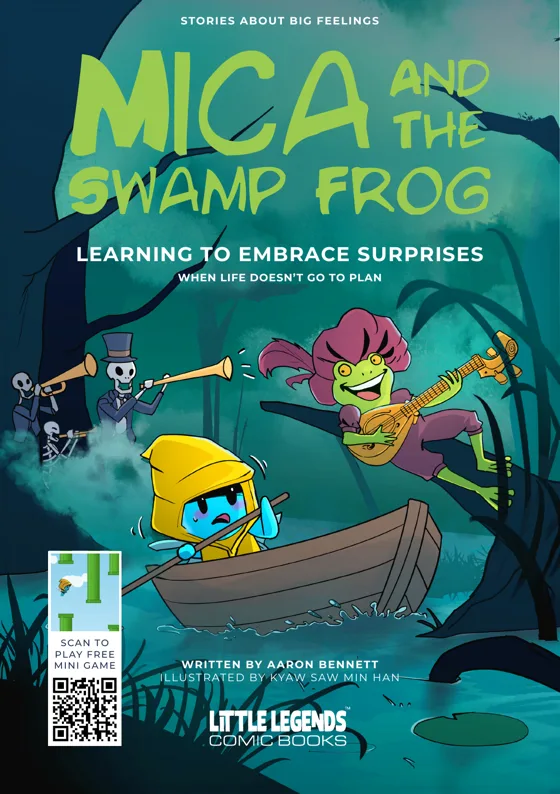 STORIES ABOUT BIG FEELINGS
MICA AND THE
SWAMP FROG
LEARNING TO EMBRACE SURPRISES
WHEN LIFE DOESN'T GO TO PLAN
SCAN TO
PLAY FREE
MINI GAME
WRITTEN BY AARON BENNETT
ILLUSTRATED BY KYAW SAW MIN HAN
LITTLE LEGENDS™
COMIC BOOKS